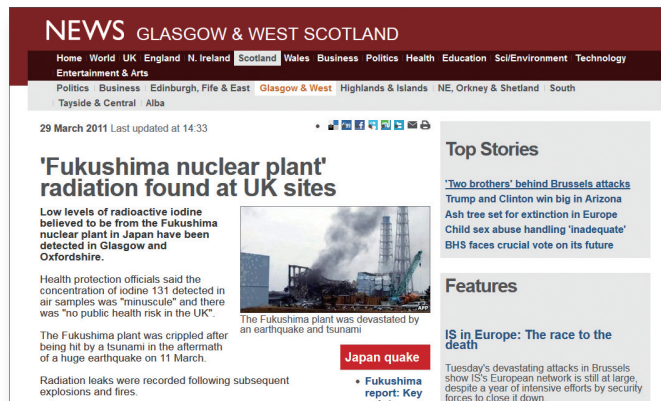 NEWS GLASGOW & WEST SCOTLAND
Home World UK England N. Ireland Scotland Wales Business Politics Health Education Sci/Environment Technology
Entertainment & Arts
Politics Business Edinburgh, Fife & East Glasgow & West Highlands & Islands NE, Orkney & Shetland South
Tayside & Central Alba
29 March 2011 Last updated at 14:33
'Fukushima nuclear plant'
radiation found at UK sites
Low levels of radioactive iodine
believed to be from the Fukushima
nuclear plant in Japan have been
detected in Glasgow and
Oxfordshire.
Health protection officials said the
concentration of iodine 131 detected in
air samples was "minuscule" and there
was "no public health risk in the UK".
The Fukushima plant was crippled after
being hit by a tsunami in the aftermath
of a huge earthquake on 11 March.
Radiation leaks were recorded following subsequent
explosions and fires.
AFP
The Fukushima plant was devastated by
an earthquake and tsunami
Japan quake
• Fukushima
report: Key
Top Stories
'Two brothers' behind Brussels attacks
Trump and Clinton win big in Arizona
Ash tree set for extinction in Europe
Child sex abuse handling 'inadequate'
BHS faces crucial vote on its future
Features
IS in Europe: The race to the
death
Tuesday's devastating attacks in Brussels
show IS's European network is still at large,
despite a year of intensive efforts by security
forces to close it down